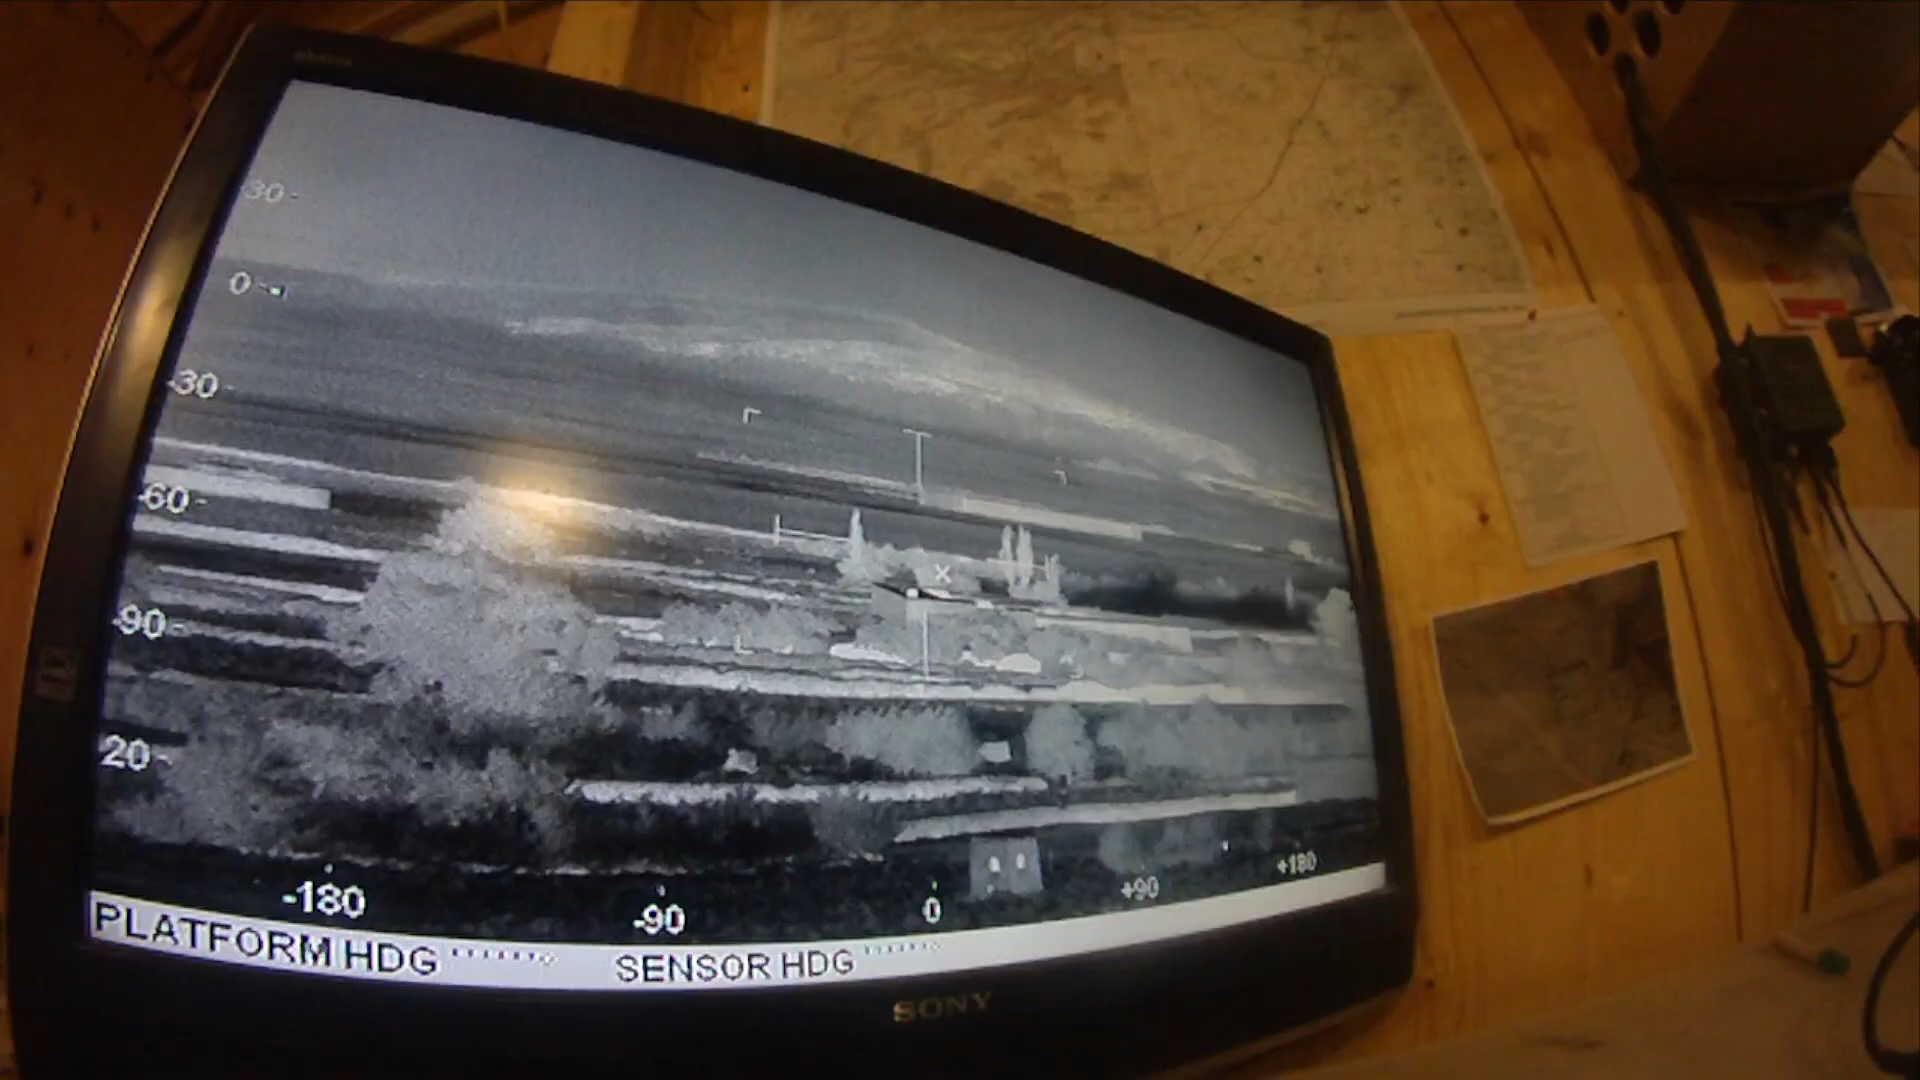 30
0
-30
-60
-90
20
-180 -90 0 +90 +180
PLATFORM HDG SENSOR HDG
SONY